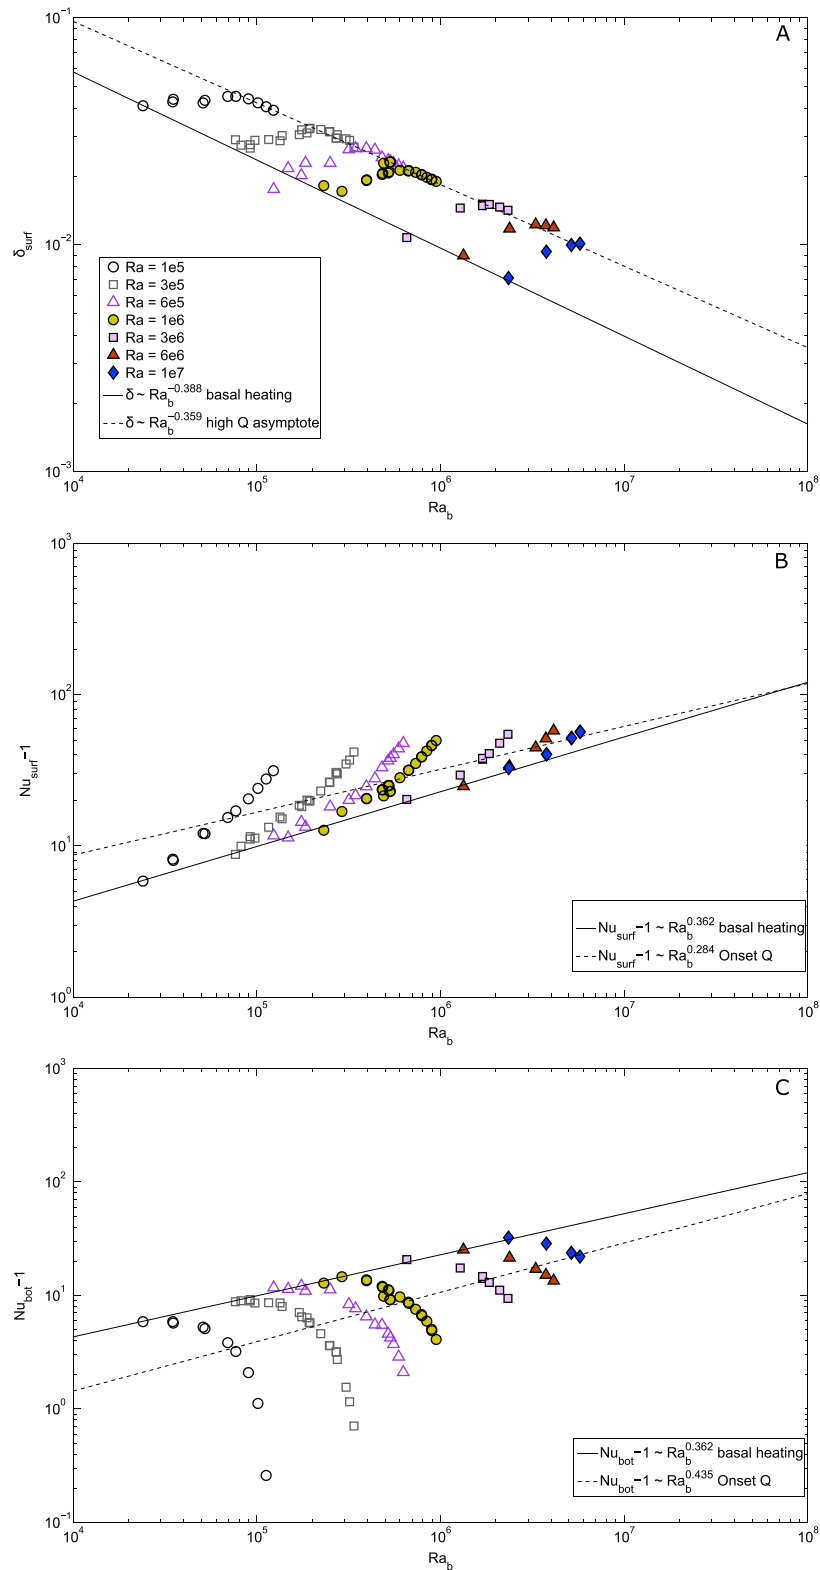 A
10^−1
10^−2
10^−3
δ_surf
Ra = 1e5
Ra = 3e5
Ra = 6e5
Ra = 1e6
Ra = 3e6
Ra = 6e6
Ra = 1e7
δ ~ Ra_b^−0.388 basal heating
δ ~ Ra_b^−0.359 high Q asymptote
10^4 10^5 10^6 10^7 10^8
Ra_b
B
10^3
10^2
10^1
10^0
Nu_surf−1
Nu_surf−1 ~ Ra_b^0.362 basal heating
Nu_surf−1 ~ Ra_b^0.284 Onset Q
10^4 10^5 10^6 10^7 10^8
Ra_b
C
10^3
10^2
10^1
10^0
10^−1
Nu_bot−1
Nu_bot−1 ~ Ra_b^0.362 basal heating
Nu_bot−1 ~ Ra_b^0.435 Onset Q
10^4 10^5 10^6 10^7 10^8
Ra_b